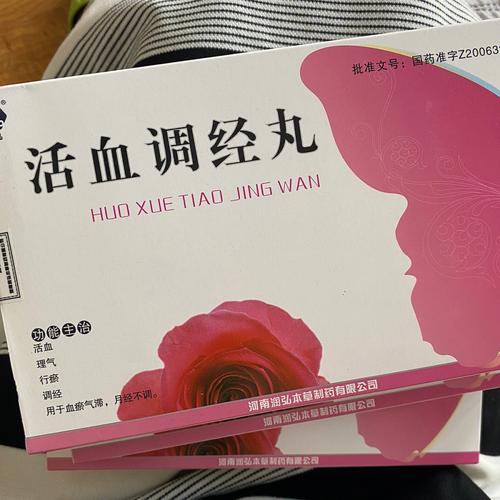 批准文号：国药准字Z20063
活血调经丸
HUO XUE TIAO JING WAN
功能主治
活血
理气
行瘀
调经
用于血瘀气滞，月经不调。
河南润弘本草制药有限公司
河南润弘本草制药有限公司
河南润弘本草制药有限公司